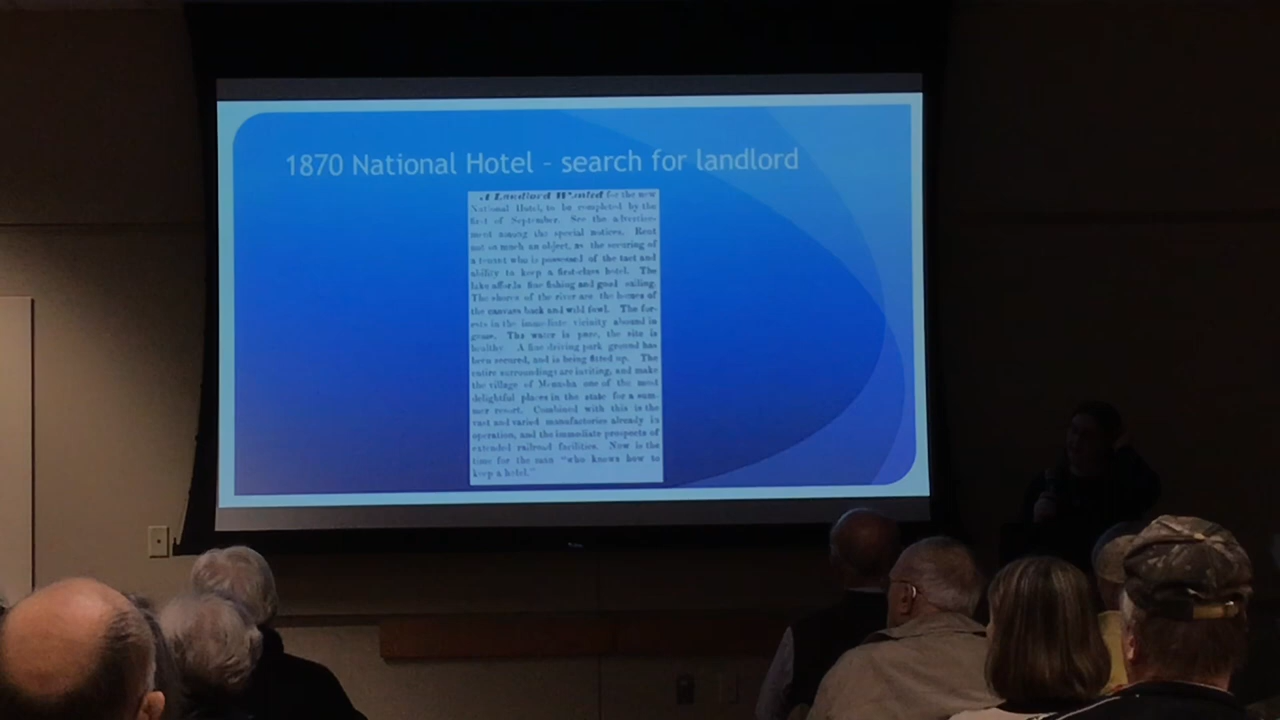 1870 National Hotel – search for landlord
A Landlord Wanted for the new
National Hotel, to be completed by the
first of September. See the advertise-
ment among the special notices. Rent
not so much an object, as the securing of
a tenant who is possessed of the tact and
ability to keep a first-class hotel. The
lake affords fine fishing and good sailing.
The shores of the river are the homes of
the canvass back and wild fowl. The for-
ests in the immediate vicinity abound in
game. The water is pure, the site is
healthy. A fine driving park ground has
been secured, and is being fitted up. The
entire surroundings are inviting, and make
the village of Menasha one of the most
delightful places in the state for a sum-
mer resort. Combined with this is the
vast and varied manufactories already in
operation, and the immediate prospects of
extended railroad facilities. Now is the
time for the man "who knows how to
keep a hotel."